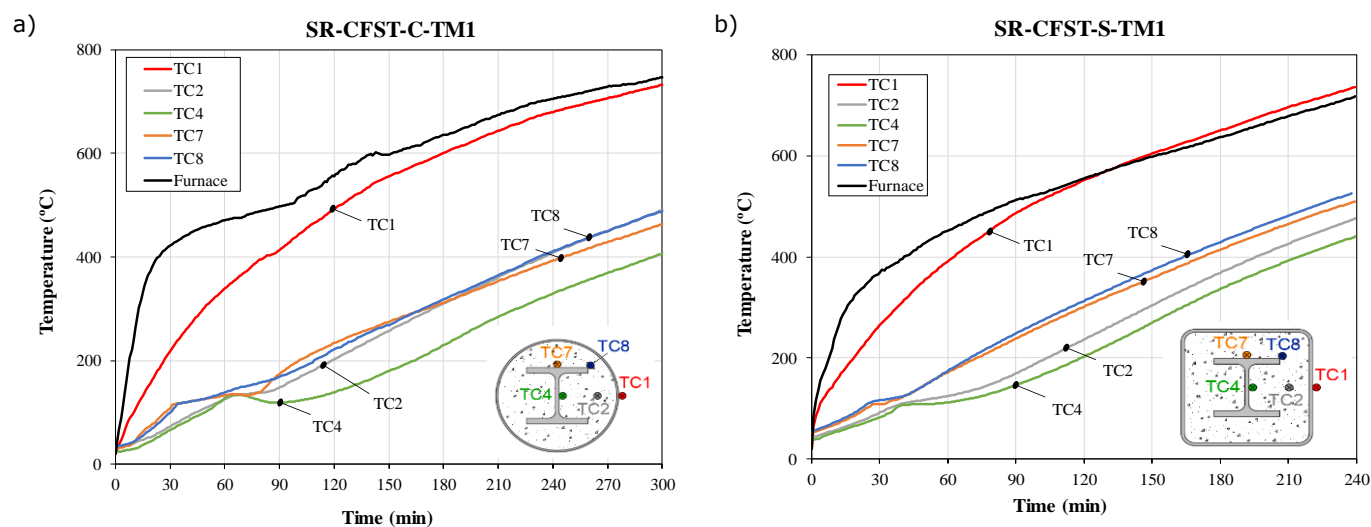 a)
SR-CFST-C-TM1
800
600
400
200
0
Temperature (ºC)
TC1
TC2
TC4
TC7
TC8
Furnace
TC1
TC8
TC7
TC2
TC4
TC7
TC8
TC1
TC4
TC2
0 30 60 90 120 150 180 210 240 270 300
Time (min)
b)
SR-CFST-S-TM1
800
600
400
200
0
Temperature (ºC)
TC1
TC2
TC4
TC7
TC8
Furnace
TC1
TC8
TC7
TC2
TC4
TC7
TC8
TC1
TC4
TC2
0 30 60 90 120 150 180 210 240
Time (min)